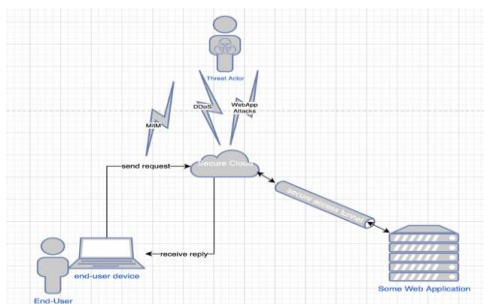 Threat Actor
DDoS
WebApp
Attacks
MitM
send request
Secure Cloud
secure access tunnel
receive reply
end-user device
Some Web Application
End-User